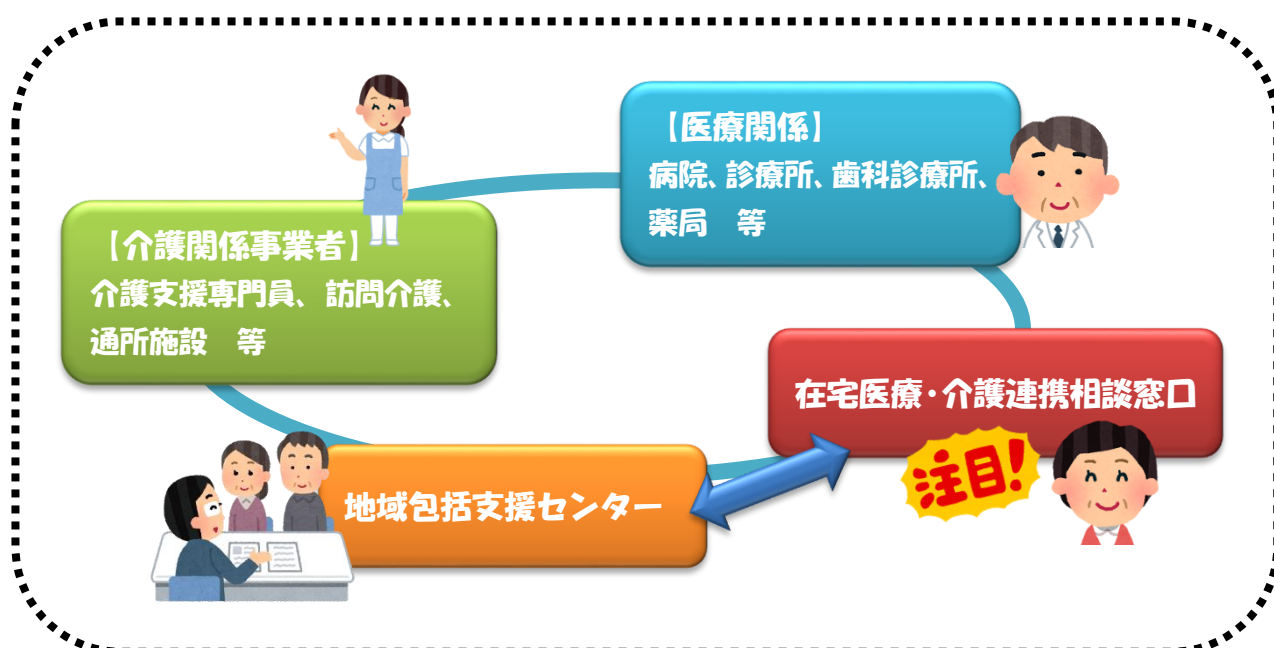 【医療関係】
病院、診療所、歯科診療所、
薬局　等
【介護関係事業者】
介護支援専門員、訪問介護、
通所施設　等
在宅医療・介護連携相談窓口
注目!
地域包括支援センター